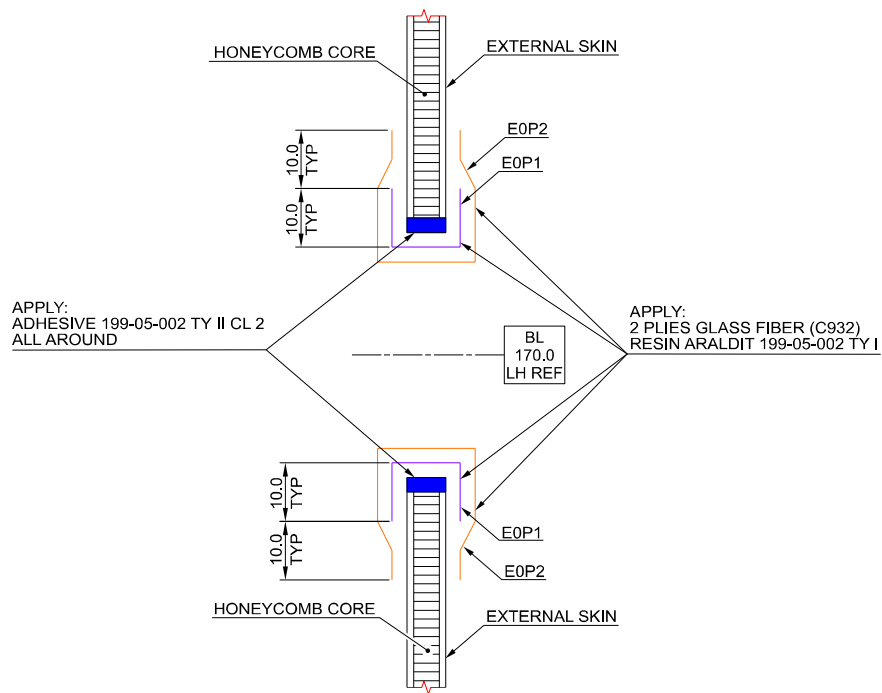 HONEYCOMB CORE
EXTERNAL SKIN
E0P2
E0P1
10.0
TYP
10.0
TYP
APPLY:
ADHESIVE 199-05-002 TY II CL 2
ALL AROUND
BL
170.0
LH REF
APPLY:
2 PLIES GLASS FIBER (C932)
RESIN ARALDIT 199-05-002 TY I
10.0
TYP
10.0
TYP
E0P1
E0P2
HONEYCOMB CORE
EXTERNAL SKIN